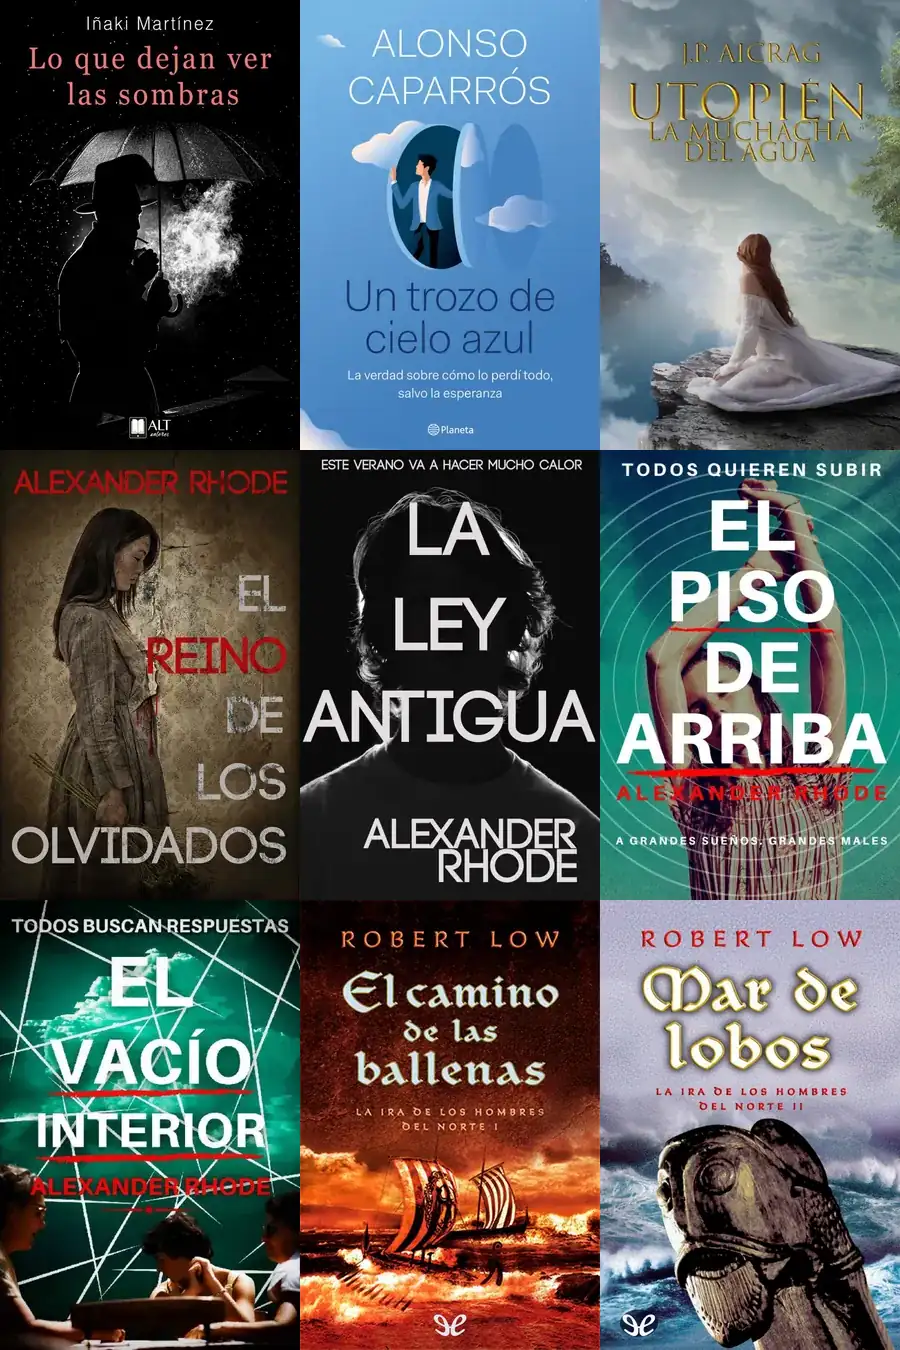 Iñaki Martínez
Lo que dejan ver
las sombras
ALT
autores
ALONSO
CAPARRÓS
Un trozo de
cielo azul
La verdad sobre cómo lo perdí todo,
salvo la esperanza
Planeta
J.P. AICRAG
UTOPIÉN
LA MUCHACHA
DEL AGUA
ALEXANDER RHODE
EL
REINO
DE
LOS
OLVIDADOS
ESTE VERANO VA A HACER MUCHO CALOR
LA
LEY
ANTIGUA
ALEXANDER
RHODE
TODOS QUIEREN SUBIR
EL
PISO
DE
ARRIBA
ALEXANDER RHODE
A GRANDES SUEÑOS, GRANDES MALES
TODOS BUSCAN RESPUESTAS
EL
VACÍO
INTERIOR
ALEXANDER RHODE
ROBERT LOW
El camino
de las
ballenas
LA IRA DE LOS HOMBRES
DEL NORTE I
ROBERT LOW
Mar de
lobos
LA IRA DE LOS HOMBRES
DEL NORTE II